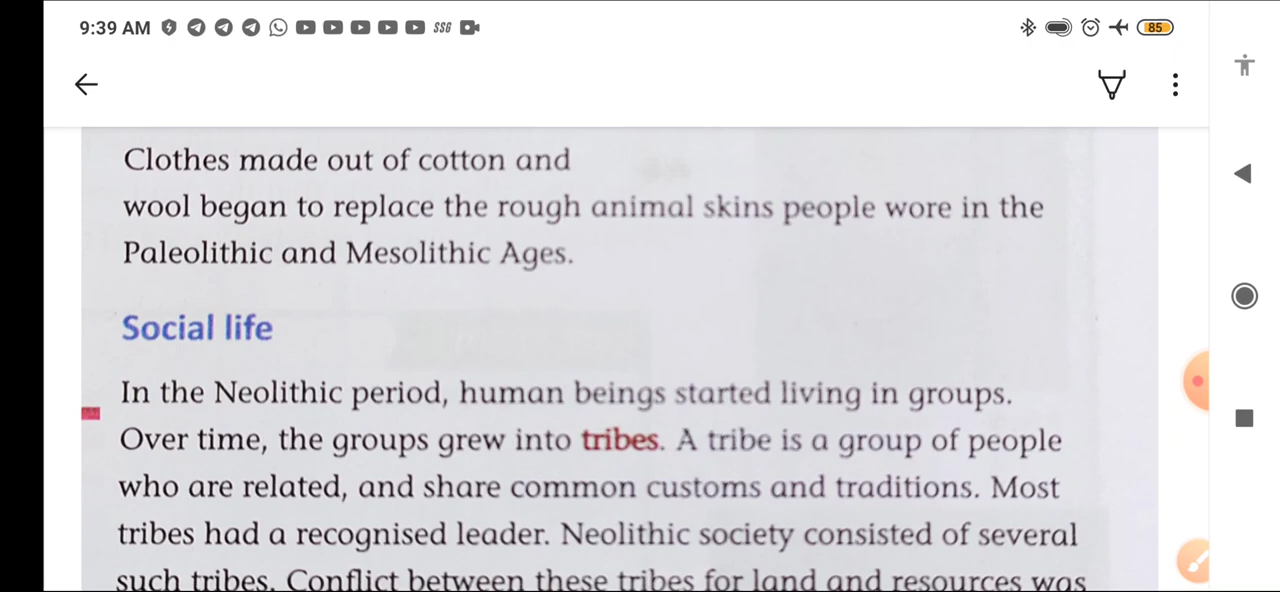 9:39 AM SSG 85
Clothes made out of cotton and
wool began to replace the rough animal skins people wore in the
Paleolithic and Mesolithic Ages.
Social life
In the Neolithic period, human beings started living in groups.
Over time, the groups grew into tribes. A tribe is a group of people
who are related, and share common customs and traditions. Most
tribes had a recognised leader. Neolithic society consisted of several
such tribes. Conflict between these tribes for land and resources was